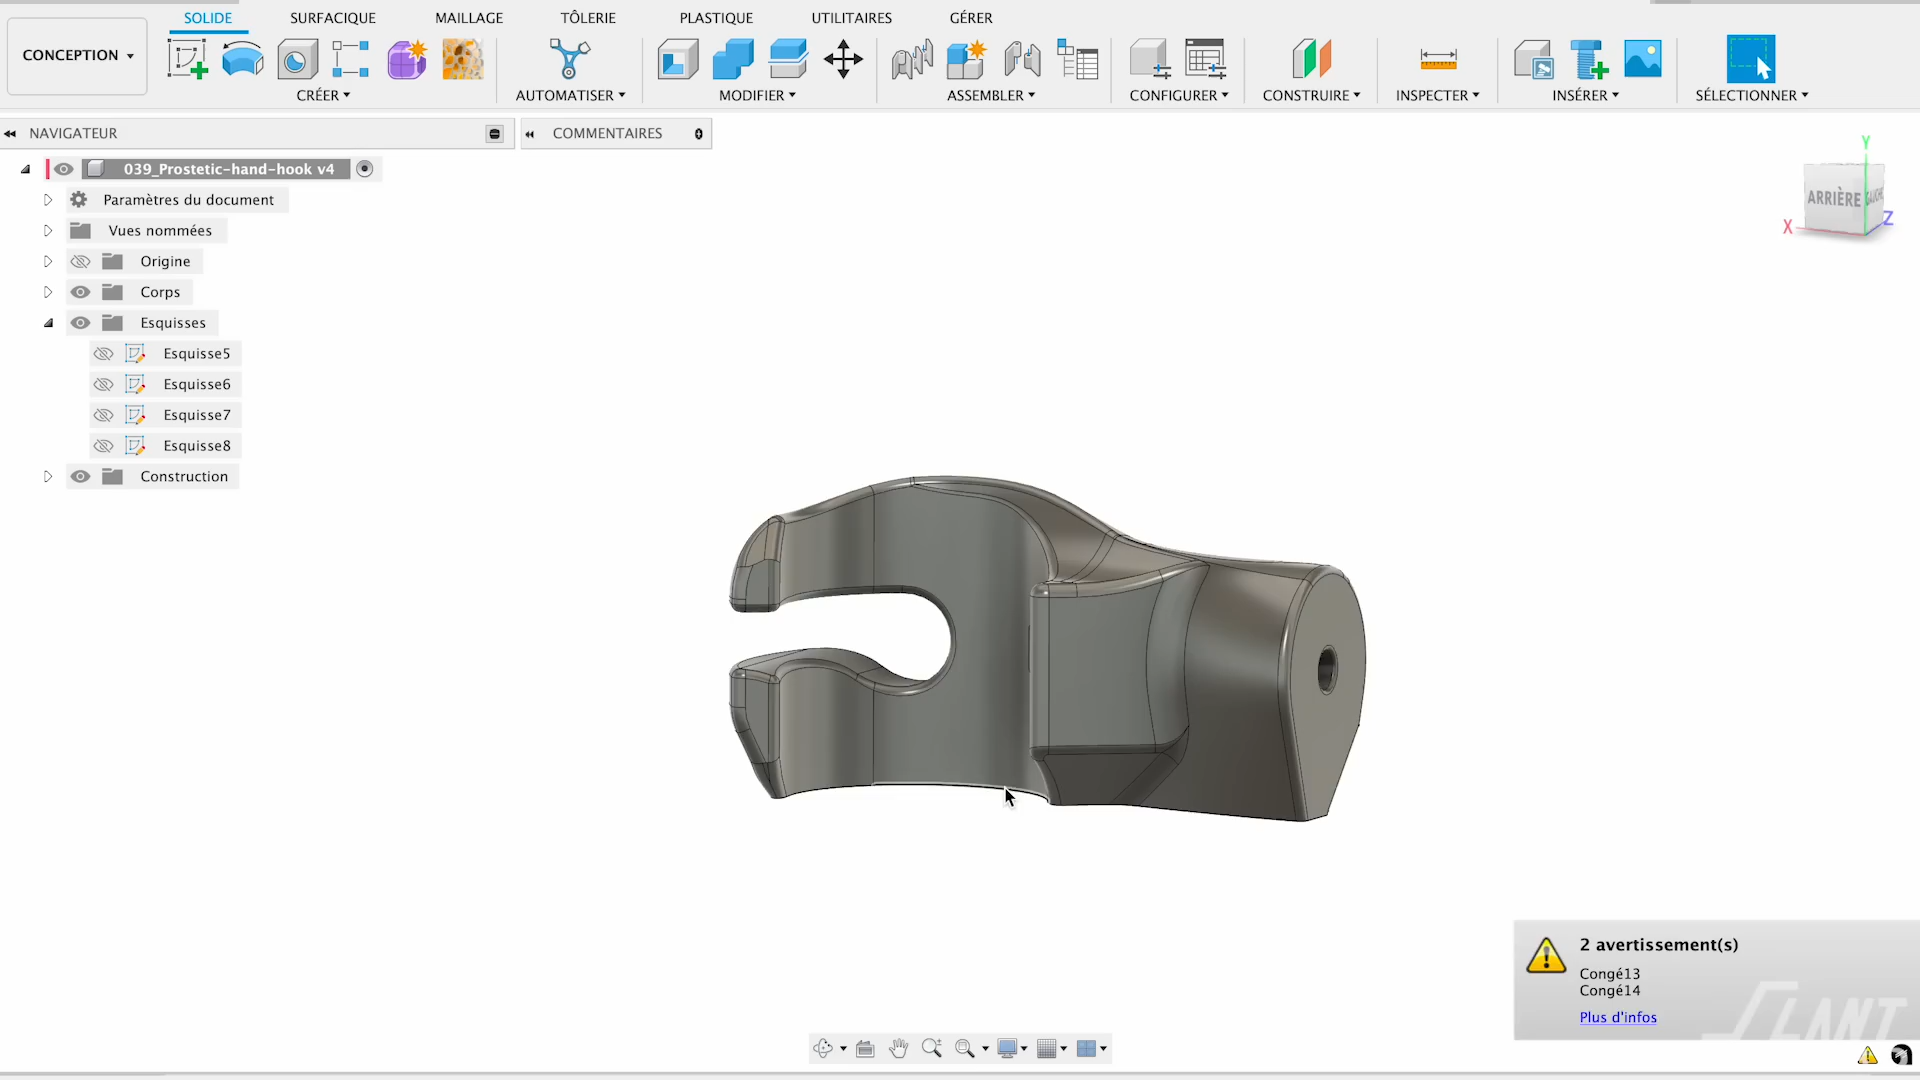 SOLIDE SURFACIQUE MAILLAGE TÔLERIE PLASTIQUE UTILITAIRES GÉRER
CONCEPTION
CRÉER AUTOMATISER MODIFIER ASSEMBLER CONFIGURER CONSTRUIRE INSPECTER INSÉRER SÉLECTIONNER
NAVIGATEUR COMMENTAIRES
039_Prostetic-hand-hook v4
Paramètres du document
Vues nommées
Origine
Corps
Esquisses
Esquisse5
Esquisse6
Esquisse7
Esquisse8
Construction
Y
ARRIÈRE GAUCHE
X Z
2 avertissement(s)
Congé13
Congé14
Plus d'infos
SLANT